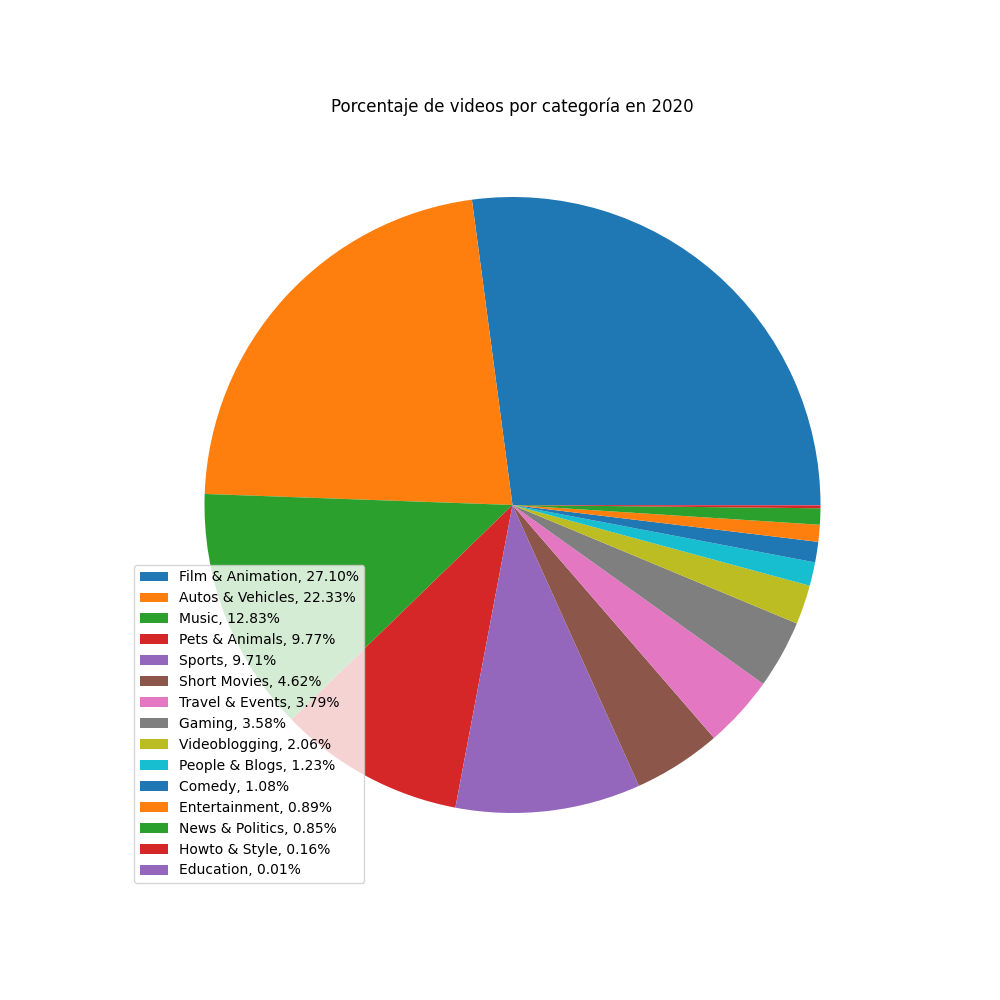 Porcentaje de videos por categoría en 2020
Film & Animation, 27.10%
Autos & Vehicles, 22.33%
Music, 12.83%
Pets & Animals, 9.77%
Sports, 9.71%
Short Movies, 4.62%
Travel & Events, 3.79%
Gaming, 3.58%
Videoblogging, 2.06%
People & Blogs, 1.23%
Comedy, 1.08%
Entertainment, 0.89%
News & Politics, 0.85%
Howto & Style, 0.16%
Education, 0.01%